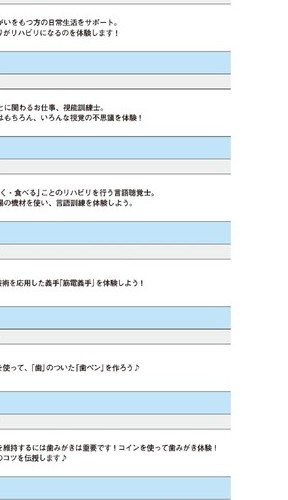 がいをもつ方の日常生活をサポート。
りがリハビリになるのを体験します！
とに関わるお仕事、視能訓練士。
はもちろん、いろんな視覚の不思議を体験！
く・食べる」ことのリハビリを行う言語聴覚士。
場の機材を使い、言語訓練を体験しよう。
技術を応用した義手「筋電義手」を体験しよう！
を使って、「歯」のついた「歯ペン」を作ろう♪
を維持するには歯みがきは重要です！コインを使って歯みがき体験！
のコツを伝授します♪